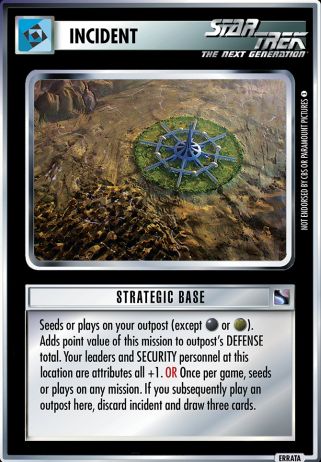 INCIDENT
STAR TREK
THE NEXT GENERATION
NOT ENDORSED BY CBS OR PARAMOUNT PICTURES
STRATEGIC BASE
Seeds or plays on your outpost (except or ).
Adds point value of this mission to outpost's DEFENSE
total. Your leaders and SECURITY personnel at this
location are attributes all +1. OR Once per game, seeds
or plays on any mission. If you subsequently play an
outpost here, discard incident and draw three cards.
ERRATA